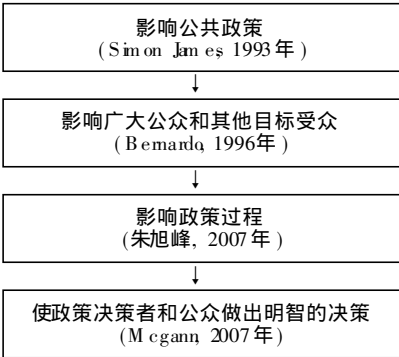 影响公共政策
(Simon James, 1993年)
影响广大公众和其他目标受众
(Bernardo, 1996年)
影响政策过程
(朱旭峰, 2007年)
使政策决策者和公众做出明智的决策
(Mcgann, 2007年)